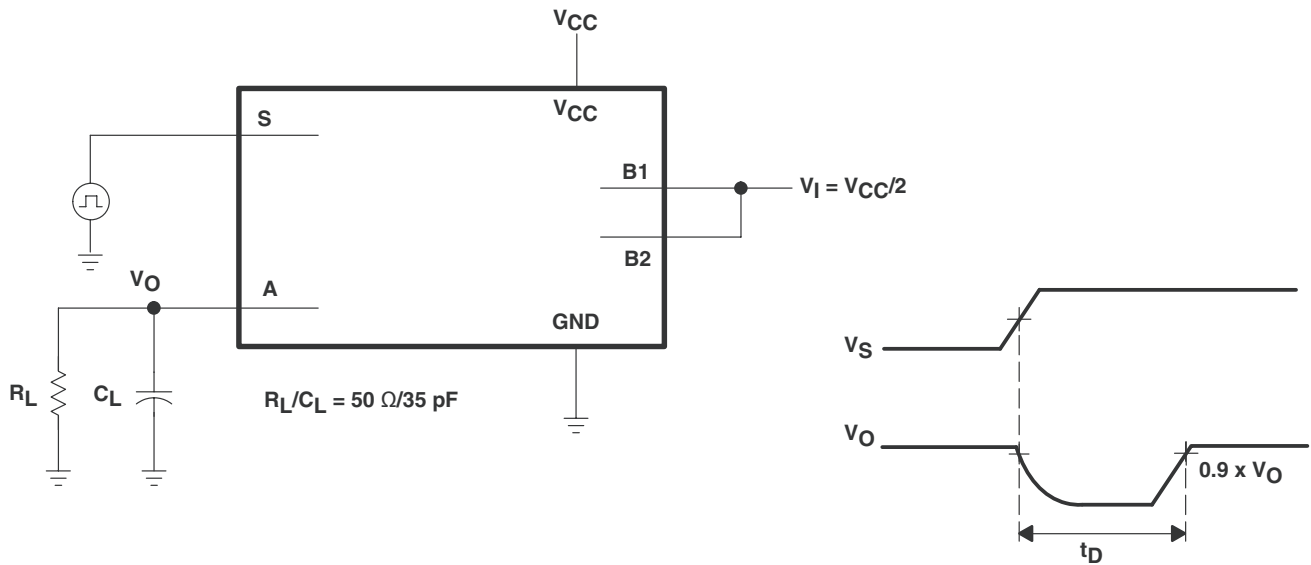 VCC
VCC
S
B1
VI = VCC/2
B2
VO
A
GND
RL
CL
RL/CL = 50 Ω/35 pF
VS
VO
0.9 x VO
tD